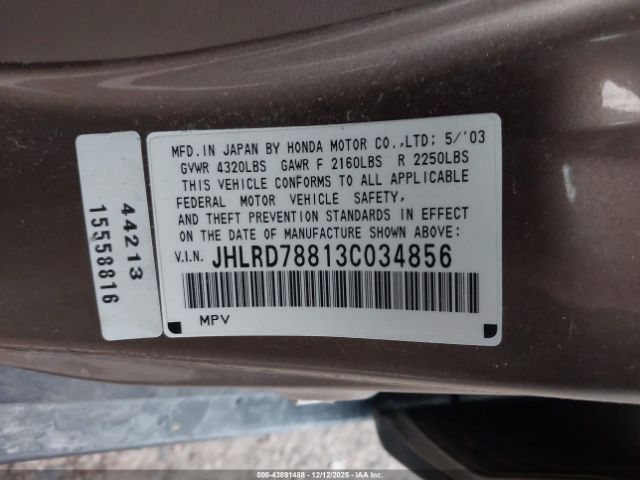 MFD. IN JAPAN BY HONDA MOTOR CO.,LTD; 5/'03
GVWR 4320LBS GAWR F 2160LBS R 2250LBS
THIS VEHICLE CONFORMS TO ALL APPLICABLE
FEDERAL MOTOR VEHICLE SAFETY,
AND THEFT PREVENTION STANDARDS IN EFFECT
ON THE DATE OF MANUFACTURE SHOWN ABOVE:
V.I.N. JHLRD78813C034856
MPV
44213
15558816
000-43891488 - 12/12/2025 - IAAI.CA